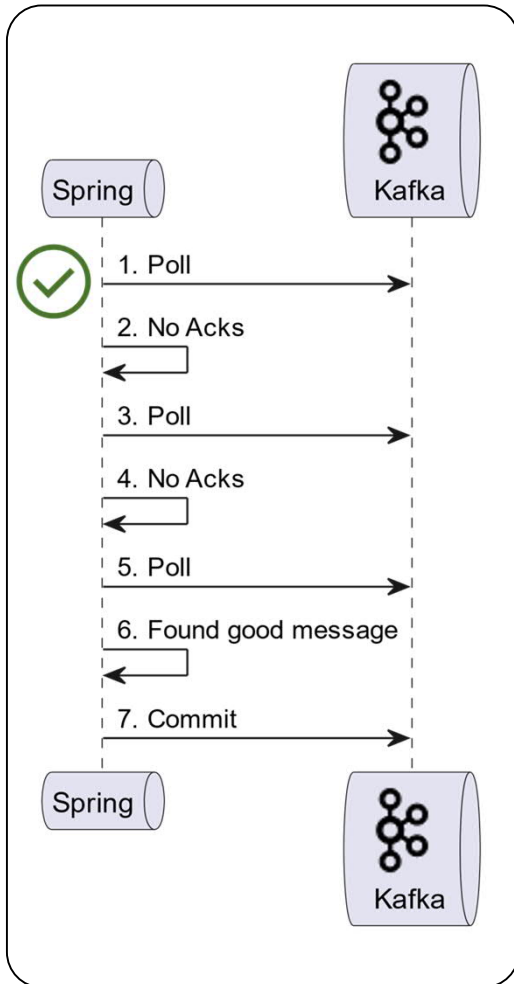 Spring
Kafka
1. Poll
2. No Acks
3. Poll
4. No Acks
5. Poll
6. Found good message
7. Commit
Spring
Kafka